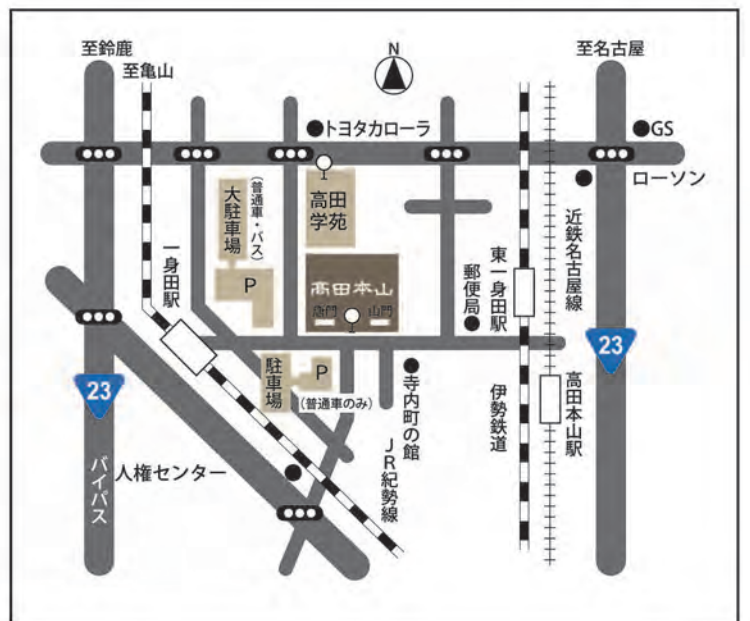 至鈴鹿
至名古屋
至亀山
N
トヨタカローラ
GS
ローソン
大駐車場
(普通車・バス)
高田
学苑
P
一身田駅
高田本山
唐門
山門
郵便局
東一身田駅
近鉄名古屋線
23
駐車場
P
(普通車のみ)
寺内町の館
伊勢鉄道
高田本山駅
23
バイパス
人権センター
JR紀勢線